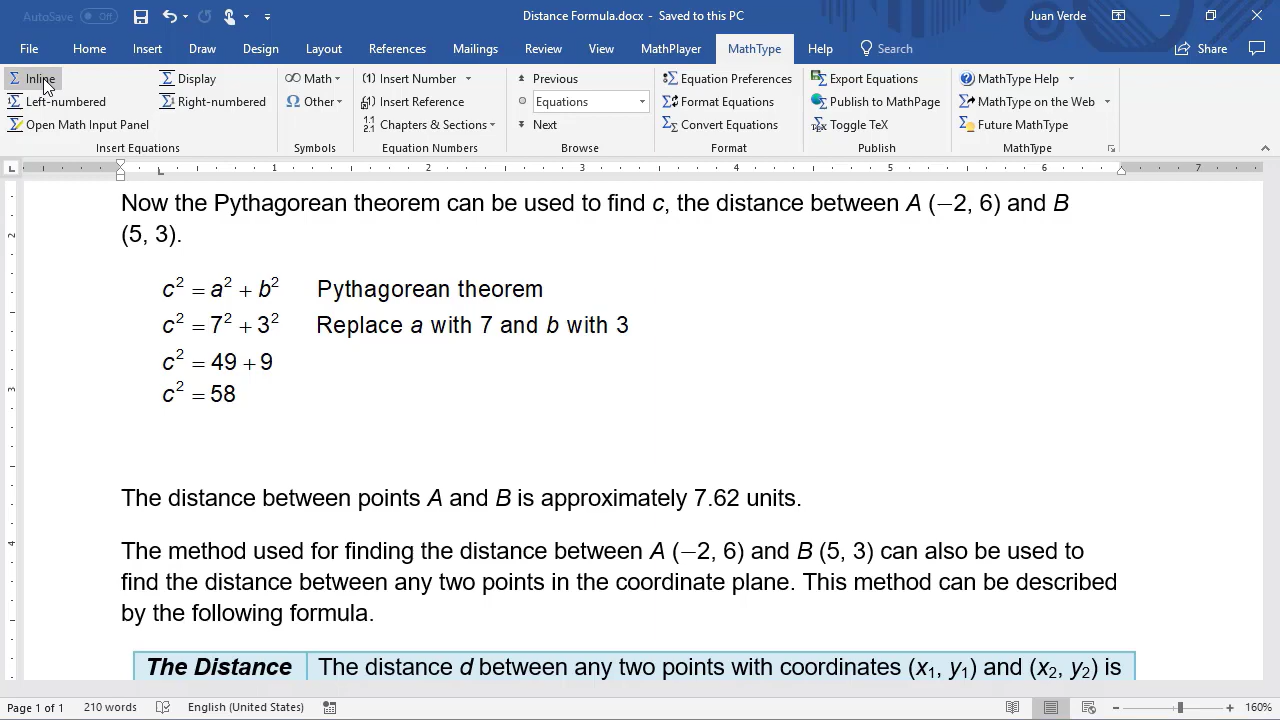 AutoSave Off Distance Formula.docx - Saved to this PC Juan Verde
File Home Insert Draw Design Layout References Mailings Review View MathPlayer MathType Help Search Share
Σ Inline Σ Display Math Insert Number Previous Equation Preferences Export Equations MathType Help
Left-numbered Right-numbered Ω Other Insert Reference Equations Format Equations Publish to MathPage MathType on the Web
Open Math Input Panel Chapters & Sections Next Convert Equations Toggle TeX Future MathType
Insert Equations Symbols Equation Numbers Browse Format Publish MathType
1 2 3 4 5 6 7
Now the Pythagorean theorem can be used to find c, the distance between A (−2, 6) and B
(5, 3).
c² = a² + b² Pythagorean theorem
c² = 7² + 3² Replace a with 7 and b with 3
c² = 49 + 9
c² = 58
The distance between points A and B is approximately 7.62 units.
The method used for finding the distance between A (−2, 6) and B (5, 3) can also be used to
find the distance between any two points in the coordinate plane. This method can be described
by the following formula.
The Distance The distance d between any two points with coordinates (x₁, y₁) and (x₂, y₂) is
Page 1 of 1 210 words English (United States) 160%